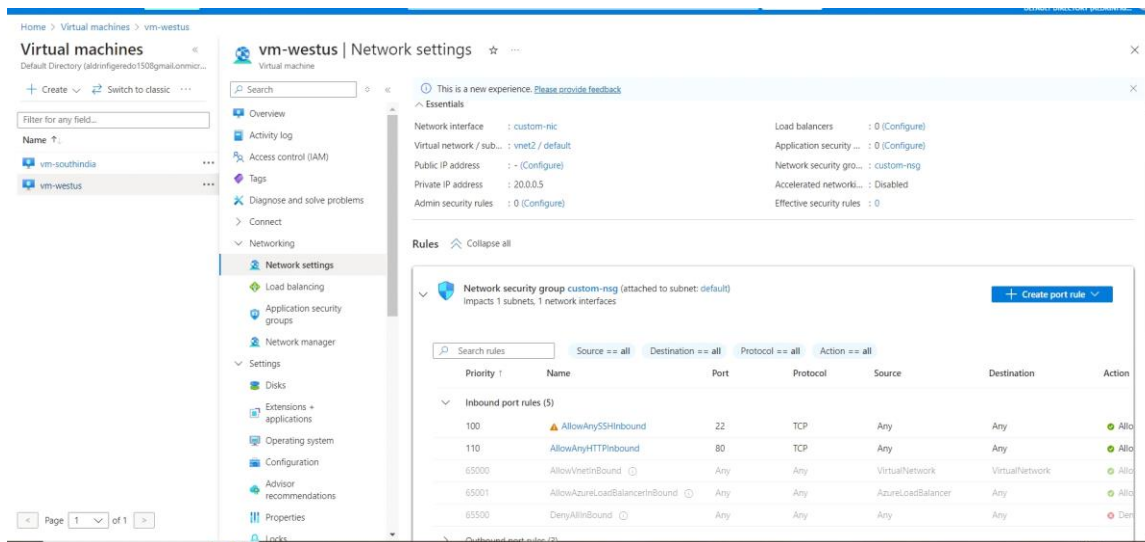 Home > Virtual machines > vm-westus
Virtual machines «
Default Directory (aldrinfigeredo1508gmail.onmicr...
+ Create Switch to classic ...
Filter for any field...
Name ↑
vm-southindia ...
vm-westus ...
< Page 1 of 1 >
vm-westus | Network settings ☆ ...
Virtual machine
Search
Overview
Activity log
Access control (IAM)
Tags
Diagnose and solve problems
Connect
Networking
Network settings
Load balancing
Application security
groups
Network manager
Settings
Disks
Extensions +
applications
Operating system
Configuration
Advisor
recommendations
Properties
Locks
This is a new experience. Please provide feedback
Essentials
Network interface : custom-nic
Virtual network / sub... : vnet2 / default
Public IP address : - (Configure)
Private IP address : 20.0.0.5
Admin security rules : 0 (Configure)
Load balancers : 0 (Configure)
Application security ... : 0 (Configure)
Network security gro... : custom-nsg
Accelerated networki... : Disabled
Effective security rules : 0
Rules Collapse all
Network security group custom-nsg (attached to subnet: default)
Impacts 1 subnets, 1 network interfaces
+ Create port rule
Search rules Source == all Destination == all Protocol == all Action == all
Priority ↑ Name Port Protocol Source Destination Action
Inbound port rules (5)
100 AllowAnySSHInbound 22 TCP Any Any Allo
110 AllowAnyHTTPInbound 80 TCP Any Any Allo
65000 AllowVnetInBound Any Any VirtualNetwork VirtualNetwork Allo
65001 AllowAzureLoadBalancerInBound Any Any AzureLoadBalancer Any Allo
65500 DenyAllInBound Any Any Any Any Den
Outbound port rules (3)